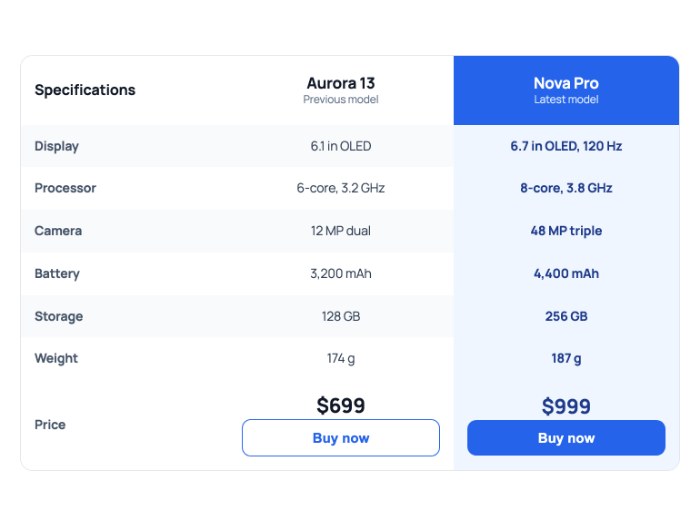 Specifications
Aurora 13
Previous model
Nova Pro
Latest model
Display
6.1 in OLED
6.7 in OLED, 120 Hz
Processor
6-core, 3.2 GHz
8-core, 3.8 GHz
Camera
12 MP dual
48 MP triple
Battery
3,200 mAh
4,400 mAh
Storage
128 GB
256 GB
Weight
174 g
187 g
Price
$699
Buy now
$999
Buy now